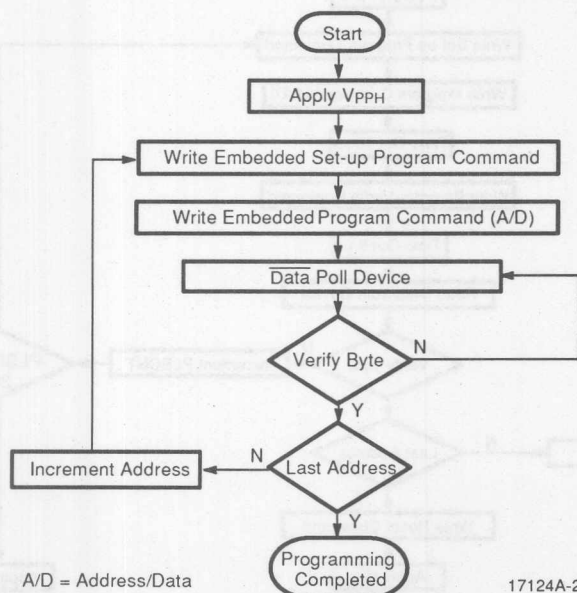 Start
Apply VPPH
Write Embedded Set-up Program Command
Write Embedded Program Command (A/D)
Data Poll Device
Verify Byte
N
Y
Increment Address
N
Last Address
Y
Programming
Completed
A/D = Address/Data
17124A-2